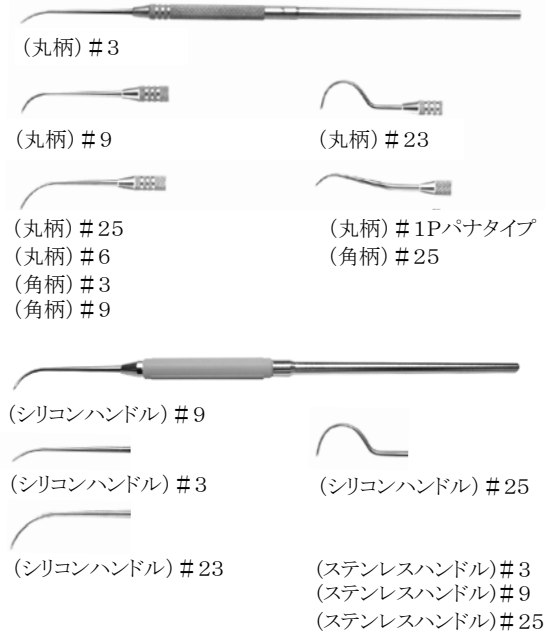 （丸柄）＃３
（丸柄）＃９
（丸柄）＃２３
（丸柄）＃２５
（丸柄）＃６
（角柄）＃３
（角柄）＃９
（丸柄）＃１Ｐパナタイプ
（角柄）＃２５
（シリコンハンドル）＃９
（シリコンハンドル）＃３
（シリコンハンドル）＃２５
（シリコンハンドル）＃２３
（ステンレスハンドル）＃３
（ステンレスハンドル）＃９
（ステンレスハンドル）＃２５